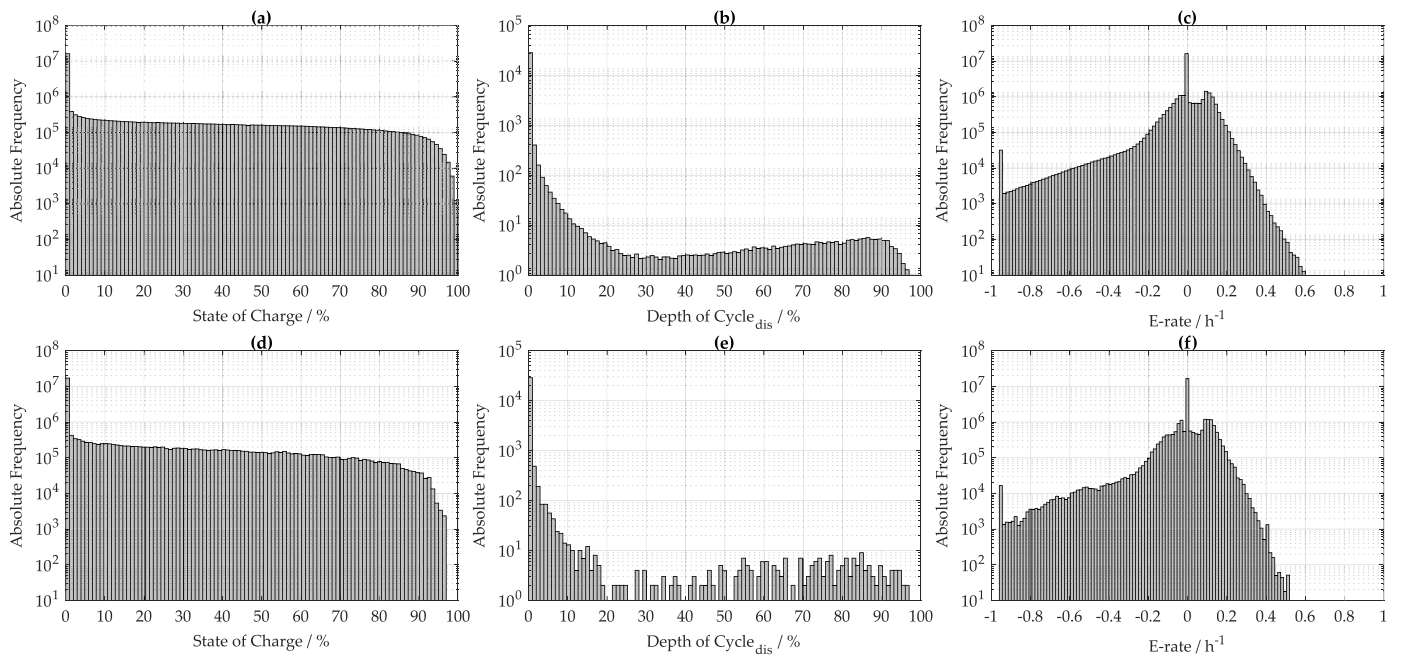 (a) (b) (c)
10^8 10^5 10^8
10^7 10^4 10^7
10^6 10^3 10^6
10^5 10^2 10^5
10^4 10^1 10^4
10^3 10^0 10^3
10^2 10^2
10^1 10^1
Absolute Frequency Absolute Frequency Absolute Frequency
0 10 20 30 40 50 60 70 80 90 100 0 10 20 30 40 50 60 70 80 90 100 -1 -0.8 -0.6 -0.4 -0.2 0 0.2 0.4 0.6 0.8 1
State of Charge / % Depth of Cycle_dis / % E-rate / h^-1
(d) (e) (f)
10^8 10^5 10^8
10^7 10^4 10^7
10^6 10^3 10^6
10^5 10^2 10^5
10^4 10^1 10^4
10^3 10^0 10^3
10^2 10^2
10^1 10^1
Absolute Frequency Absolute Frequency Absolute Frequency
0 10 20 30 40 50 60 70 80 90 100 0 10 20 30 40 50 60 70 80 90 100 -1 -0.8 -0.6 -0.4 -0.2 0 0.2 0.4 0.6 0.8 1
State of Charge / % Depth of Cycle_dis / % E-rate / h^-1